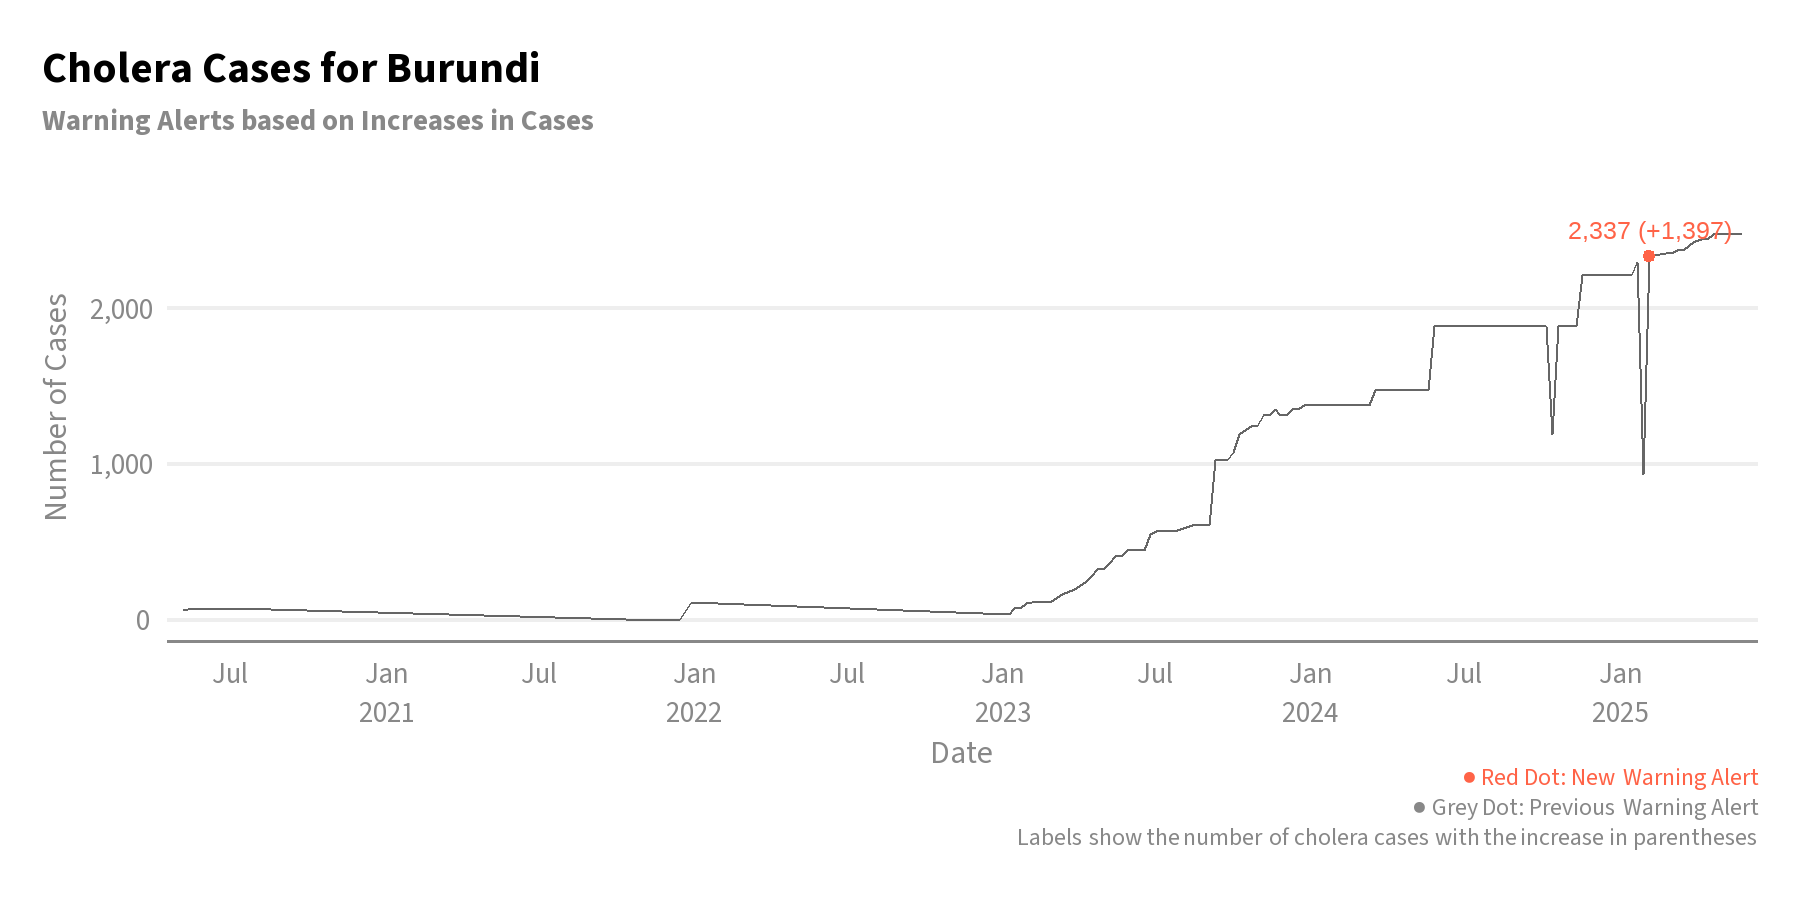 Cholera Cases for Burundi
Warning Alerts based on Increases in Cases
2,337 (+1,397)
Number of Cases
2,000
1,000
0
Jul Jan Jul Jan Jul Jan Jul Jan Jul Jan
2021 2022 2023 2024 2025
Date
Red Dot: New Warning Alert
Grey Dot: Previous Warning Alert
Labels show the number of cholera cases with the increase in parentheses